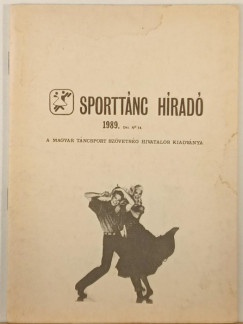 SPORTTÁNC HÍRADÓ
1989.
A MAGYAR TÁNCSPORT SZÖVETSÉG HIVATALOS KIADVÁNYA